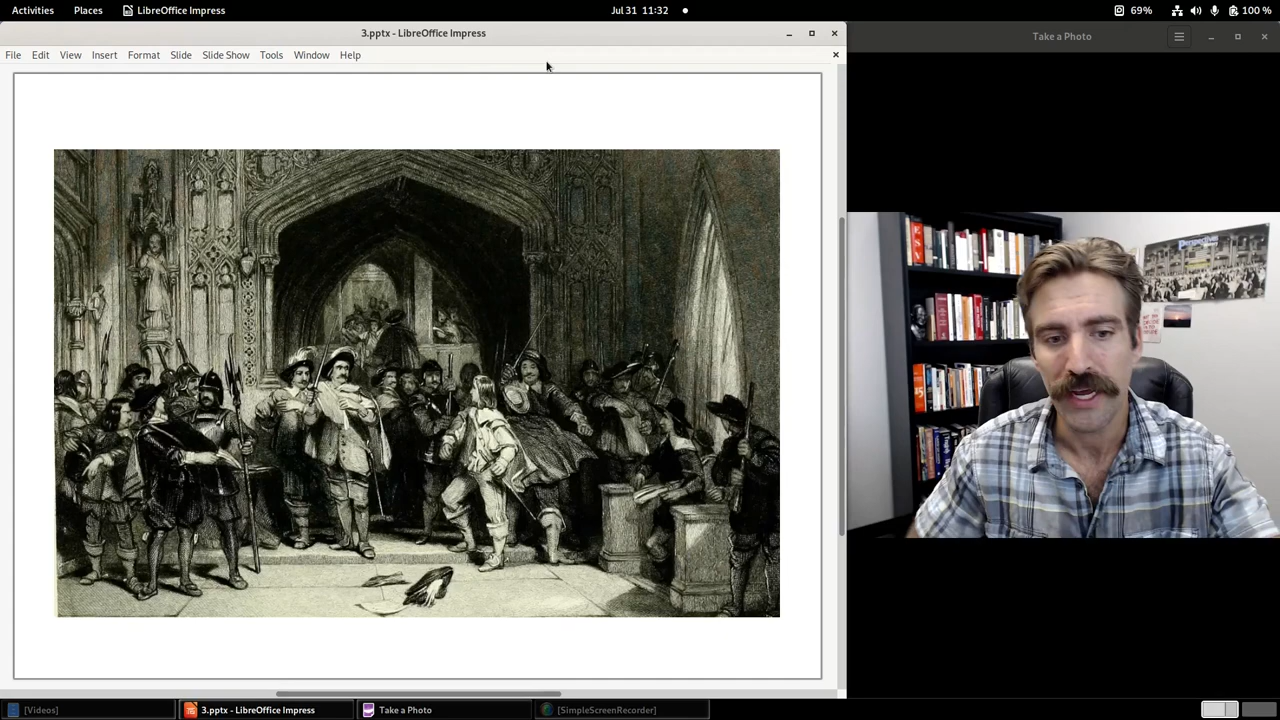 Activities Places LibreOffice Impress Jul 31 11:32 69% 100 %
3.pptx - LibreOffice Impress
Take a Photo
File Edit View Insert Format Slide Slide Show Tools Window Help
Perspective
[Videos] 3.pptx - LibreOffice Impress Take a Photo [SimpleScreenRecorder]